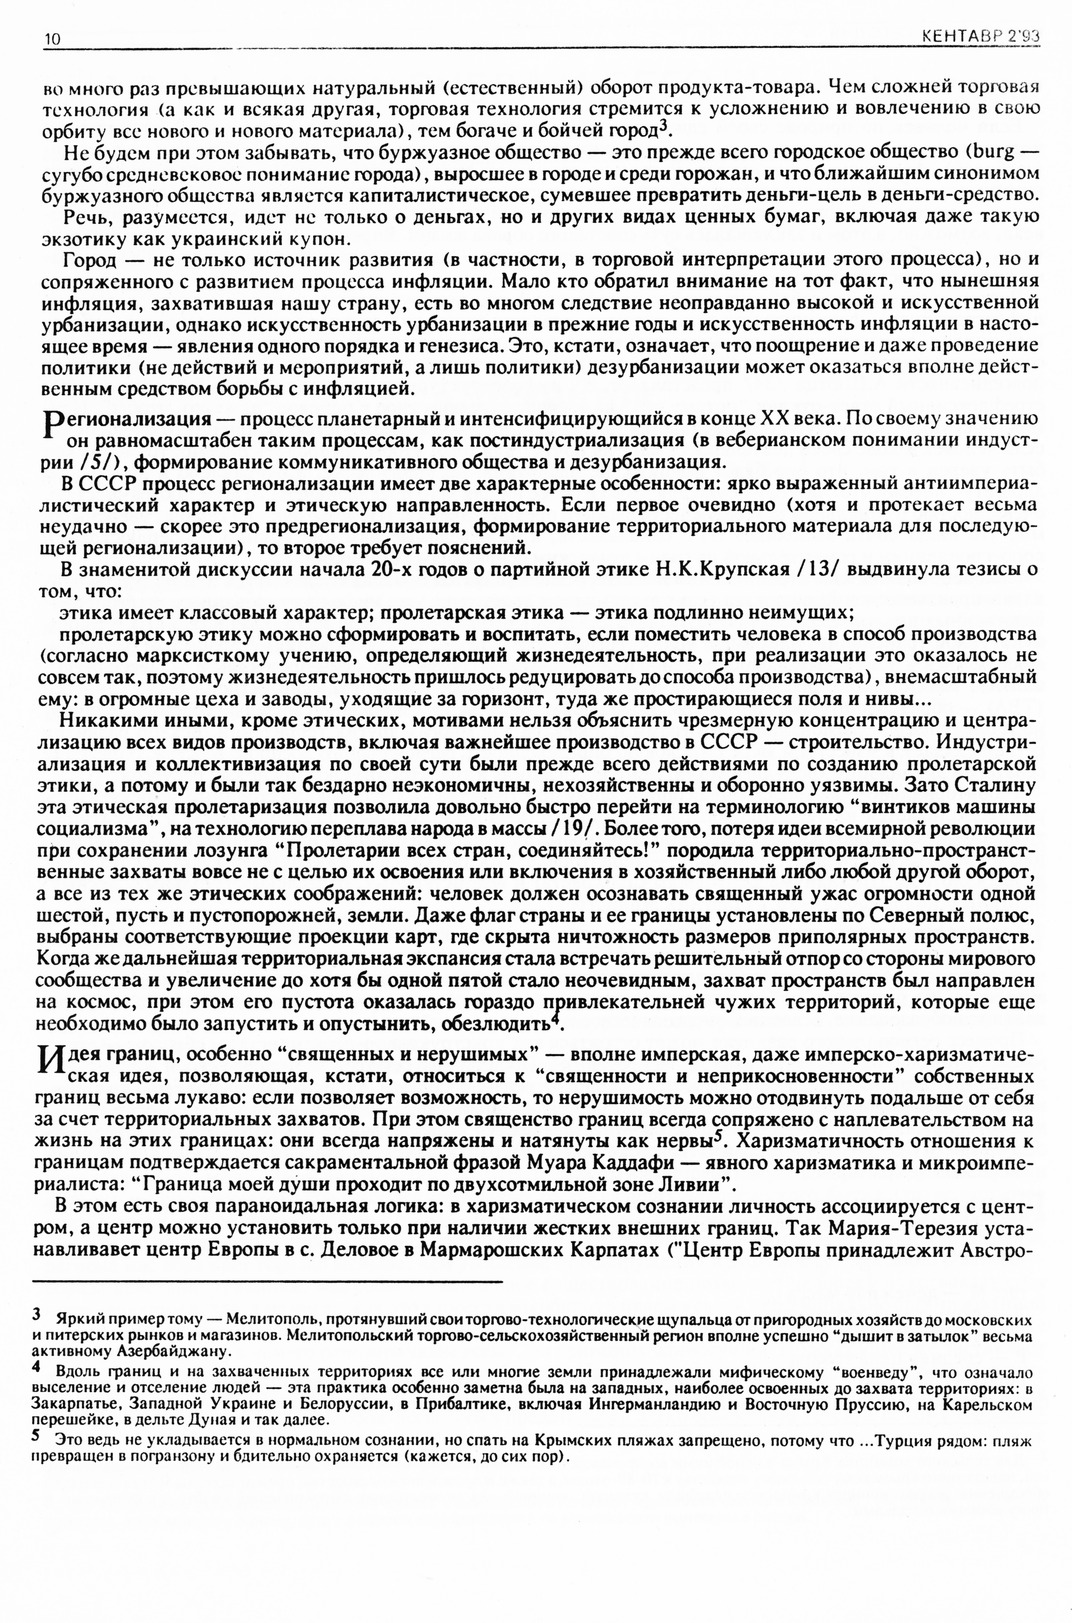 10
КЕНТАВР 2'93
во много раз превышающих натуральный (естественный) оборот продукта-товара. Чем сложней торговая
технология (а как и всякая другая, торговая технология стремится к усложнению и вовлечению в свою
орбиту все нового и нового материала), тем богаче и бойчей город³.
Не будем при этом забывать, что буржуазное общество — это прежде всего городское общество (burg —
сугубо средневековое понимание города), выросшее в городе и среди горожан, и что ближайшим синонимом
буржуазного общества является капиталистическое, сумевшее превратить деньги-цель в деньги-средство.
Речь, разумеется, идет не только о деньгах, но и других видах ценных бумаг, включая даже такую
экзотику как украинский купон.
Город — не только источник развития (в частности, в торговой интерпретации этого процесса), но и
сопряженного с развитием процесса инфляции. Мало кто обратил внимание на тот факт, что нынешняя
инфляция, захватившая нашу страну, есть во многом следствие неоправданно высокой и искусственной
урбанизации, однако искусственность урбанизации в прежние годы и искусственность инфляции в насто-
ящее время — явления одного порядка и генезиса. Это, кстати, означает, что поощрение и даже проведение
политики (не действий и мероприятий, а лишь политики) дезурбанизации может оказаться вполне дейст-
венным средством борьбы с инфляцией.
Регионализация — процесс планетарный и интенсифицирующийся в конце XX века. По своему значению
он равномасштабен таким процессам, как постиндустриализация (в веберианском понимании индуст-
рии /5/), формирование коммуникативного общества и дезурбанизация.
В СССР процесс регионализации имеет две характерные особенности: ярко выраженный антиимпериа-
листический характер и этическую направленность. Если первое очевидно (хотя и протекает весьма
неудачно — скорее это предрегионализация, формирование территориального материала для последую-
щей регионализации), то второе требует пояснений.
В знаменитой дискуссии начала 20-х годов о партийной этике Н.К.Крупская /13/ выдвинула тезисы о
том, что:
этика имеет классовый характер; пролетарская этика — этика подлинно неимущих;
пролетарскую этику можно сформировать и воспитать, если поместить человека в способ производства
(согласно марксисткому учению, определяющий жизнедеятельность, при реализации это оказалось не
совсем так, поэтому жизнедеятельность пришлось редуцировать до способа производства), внемасштабный
ему: в огромные цеха и заводы, уходящие за горизонт, туда же простирающиеся поля и нивы...
Никакими иными, кроме этических, мотивами нельзя объяснить чрезмерную концентрацию и центра-
лизацию всех видов производств, включая важнейшее производство в СССР — строительство. Индустри-
ализация и коллективизация по своей сути были прежде всего действиями по созданию пролетарской
этики, а потому и были так бездарно неэкономичны, нехозяйственны и оборонно уязвимы. Зато Сталину
эта этическая пролетаризация позволила довольно быстро перейти на терминологию “винтиков машины
социализма”, на технологию переплава народа в массы /19/. Более того, потеря идеи всемирной революции
при сохранении лозунга “Пролетарии всех стран, соединяйтесь!” породила территориально-пространст-
венные захваты вовсе не с целью их освоения или включения в хозяйственный либо любой другой оборот,
а все из тех же этических соображений: человек должен осознавать священный ужас огромности одной
шестой, пусть и пустопорожней, земли. Даже флаг страны и ее границы установлены по Северный полюс,
выбраны соответствующие проекции карт, где скрыта ничтожность размеров приполярных пространств.
Когда же дальнейшая территориальная экспансия стала встречать решительный отпор со стороны мирового
сообщества и увеличение до хотя бы одной пятой стало неочевидным, захват пространств был направлен
на космос, при этом его пустота оказалась гораздо привлекательней чужих территорий, которые еще
необходимо было запустить и опустынить, обезлюдить⁴.
Идея границ, особенно “священных и нерушимых” — вполне имперская, даже имперско-харизматиче-
ская идея, позволяющая, кстати, относиться к “священности и неприкосновенности” собственных
границ весьма лукаво: если позволяет возможность, то нерушимость можно отодвинуть подальше от себя
за счет территориальных захватов. При этом священство границ всегда сопряжено с наплевательством на
жизнь на этих границах: они всегда напряжены и натянуты как нервы⁵. Харизматичность отношения к
границам подтверждается сакраментальной фразой Муара Каддафи — явного харизматика и микроимпе-
риалиста: “Граница моей души проходит по двухсотмильной зоне Ливии”.
В этом есть своя параноидальная логика: в харизматическом сознании личность ассоциируется с цент-
ром, а центр можно установить только при наличии жестких внешних границ. Так Мария-Терезия уста-
навливавет центр Европы в с. Деловое в Мармарошских Карпатах ("Центр Европы принадлежит Австро-
3 Яркий пример тому — Мелитополь, протянувший свои торгово-технологические щупальца от пригородных хозяйств до московских
и питерских рынков и магазинов. Мелитопольский торгово-сельскохозяйственный регион вполне успешно “дышит в затылок” весьма
активному Азербайджану.
4 Вдоль границ и на захваченных территориях все или многие земли принадлежали мифическому “военведу”, что означало
выселение и отселение людей — эта практика особенно заметна была на западных, наиболее освоенных до захвата территориях: в
Закарпатье, Западной Украине и Белоруссии, в Прибалтике, включая Ингерманландию и Восточную Пруссию, на Карельском
перешейке, в дельте Дуная и так далее.
5 Это ведь не укладывается в нормальном сознании, но спать на Крымских пляжах запрещено, потому что ...Турция рядом: пляж
превращен в погранзону и бдительно охраняется (кажется, до сих пор).